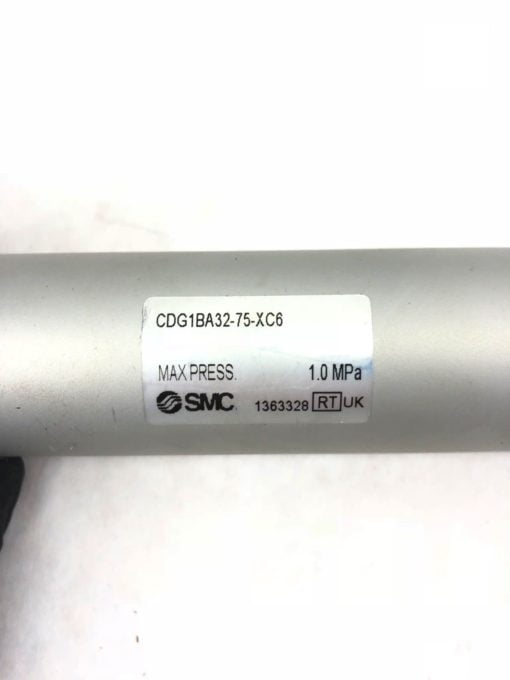 CDG1BA32-75-XC6
MAX PRESS. 1.0 MPa
SMC 1363328 RT UK